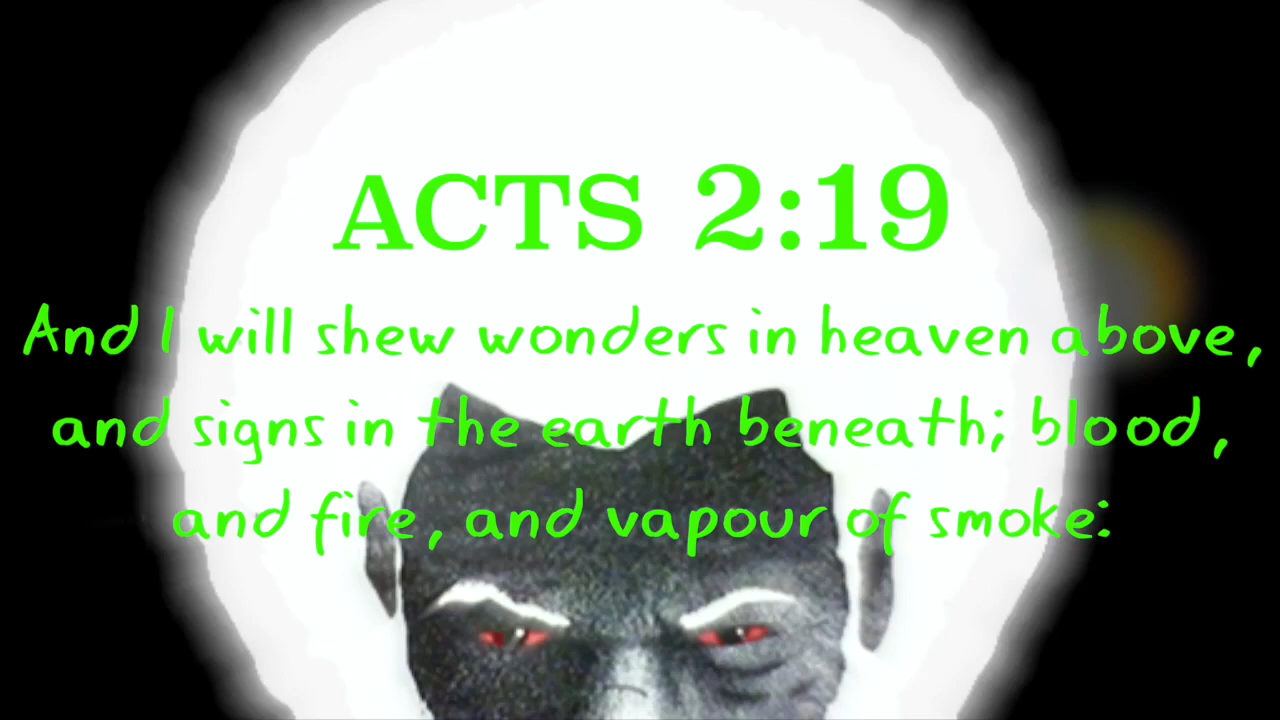 ACTS 2:19
And I will shew wonders in heaven above,
and signs in the earth beneath; blood,
and fire, and vapour of smoke: